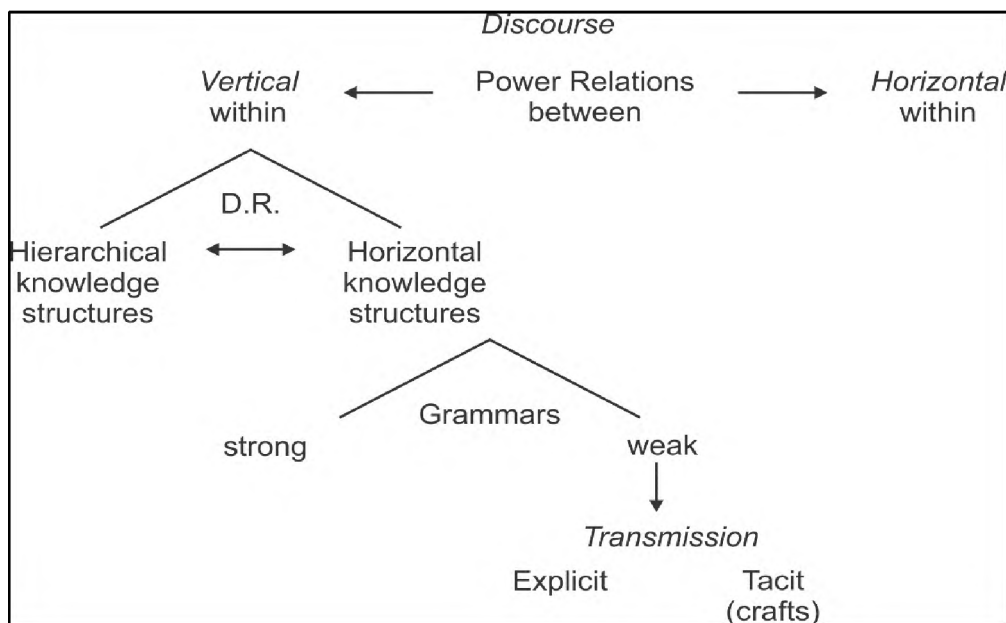 Discourse
Vertical
within
Power Relations
between
Horizontal
within
D.R.
Hierarchical
knowledge
structures
Horizontal
knowledge
structures
Grammars
strong
weak
Transmission
Explicit
Tacit
(crafts)